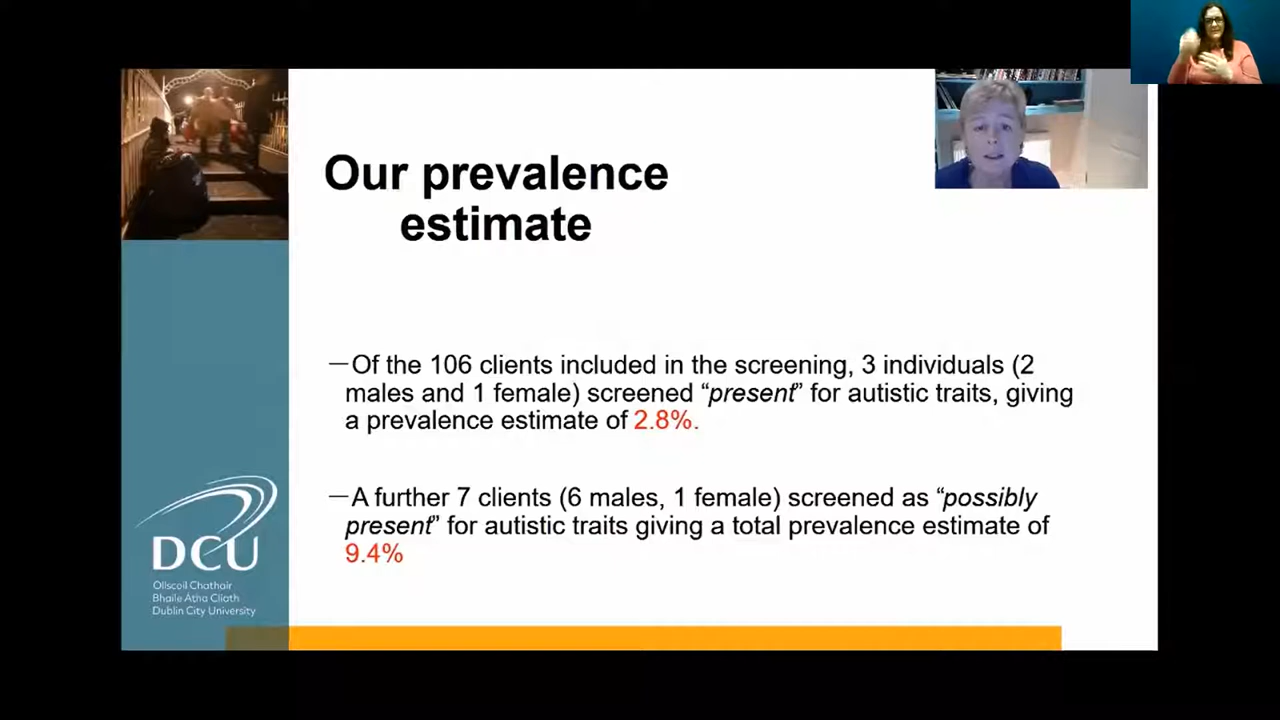 Our prevalence
estimate
—Of the 106 clients included in the screening, 3 individuals (2
males and 1 female) screened “present” for autistic traits, giving
a prevalence estimate of 2.8%.
—A further 7 clients (6 males, 1 female) screened as “possibly
present” for autistic traits giving a total prevalence estimate of
9.4%
DCU
Ollscoil Chathair
Bhaile Átha Cliath
Dublin City University